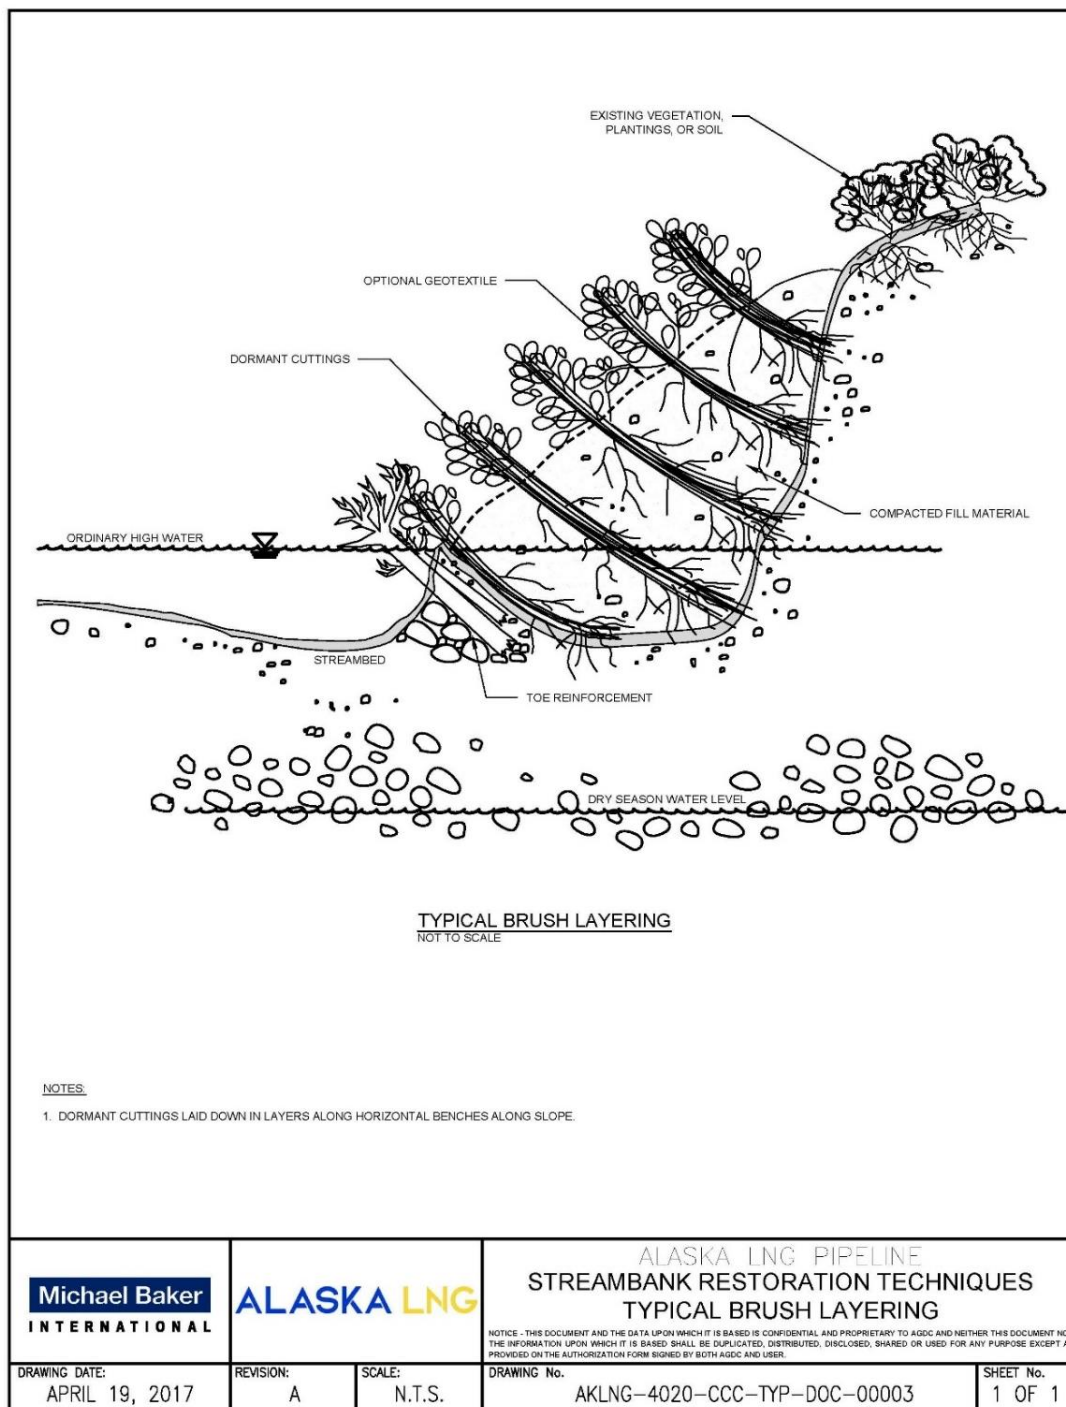 EXISTING VEGETATION,
PLANTINGS, OR SOIL
OPTIONAL GEOTEXTILE
DORMANT CUTTINGS
COMPACTED FILL MATERIAL
ORDINARY HIGH WATER
STREAMBED
TOE REINFORCEMENT
DRY SEASON WATER LEVEL
TYPICAL BRUSH LAYERING
NOT TO SCALE
NOTES:
1. DORMANT CUTTINGS LAID DOWN IN LAYERS ALONG HORIZONTAL BENCHES ALONG SLOPE.
Michael Baker
INTERNATIONAL
ALASKA LNG
ALASKA LNG PIPELINE
STREAMBANK RESTORATION TECHNIQUES
TYPICAL BRUSH LAYERING
NOTICE - THIS DOCUMENT AND THE DATA UPON WHICH IT IS BASED IS CONFIDENTIAL AND PROPRIETARY TO AGDC AND NEITHER THIS DOCUMENT NO
THE INFORMATION UPON WHICH IT IS BASED SHALL BE DUPLICATED, DISTRIBUTED, DISCLOSED, SHARED OR USED FOR ANY PURPOSE EXCEPT A
PROVIDED ON THE AUTHORIZATION FORM SIGNED BY BOTH AGDC AND USER.
DRAWING DATE:
APRIL 19, 2017
REVISION:
A
SCALE:
N.T.S.
DRAWING No.
AKLNG-4020-CCC-TYP-DOC-00003
SHEET No.
1 OF 1